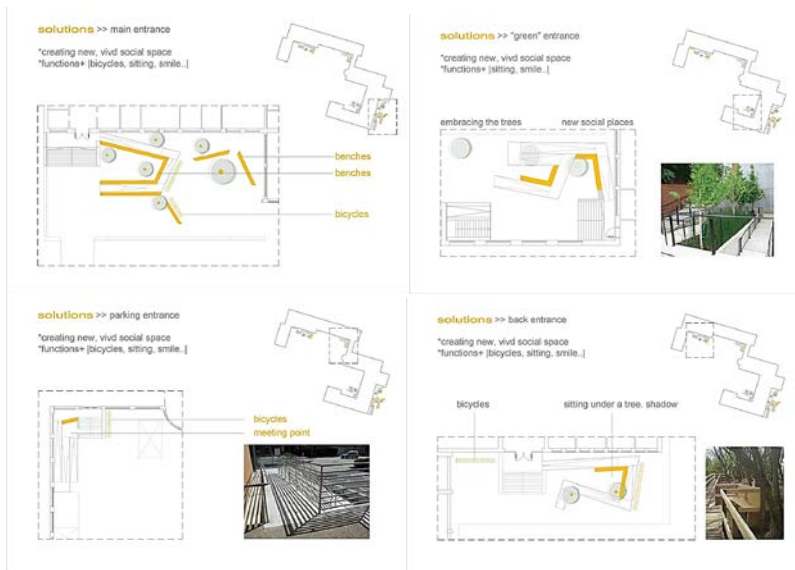 solutions >> main entrance
*creating new, vivd social space
*functions+ |bicycles, sitting, smile..|
benches
benches
bicycles
solutions >> "green" entrance
*creating new, vivd social space
*functions+ |sitting, smile..|
embracing the trees
new social places
solutions >> parking entrance
*creating new, vivd social space
*functions+ |bicycles, sitting, smile..|
bicycles
meeting point
solutions >> back entrance
*creating new, vivd social space
*functions+ |bicycles, sitting, smile..|
bicycles
sitting under a tree. shadow